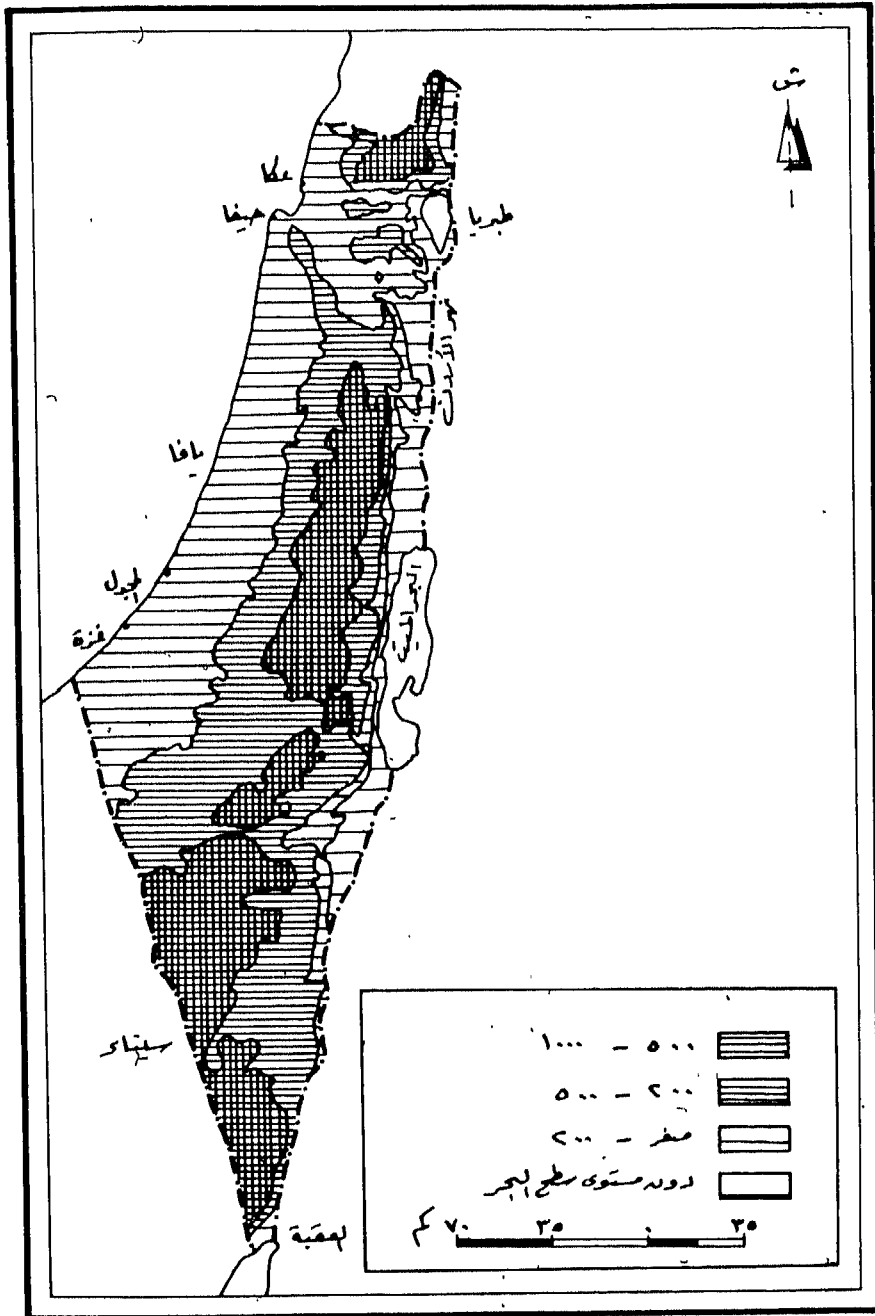 ش
عكا
حيفا
طبريا
نهر الأردن
يافا
المجدل
غزة
البحر الميت
سيناء
العقبة
٥٠٠ - ١٠٠٠
٢٠٠ - ٥٠٠
صفر - ٢٠٠
دون مستوى سطح البحر
٣٥ ٠ ٣٥ ٧٠ كم